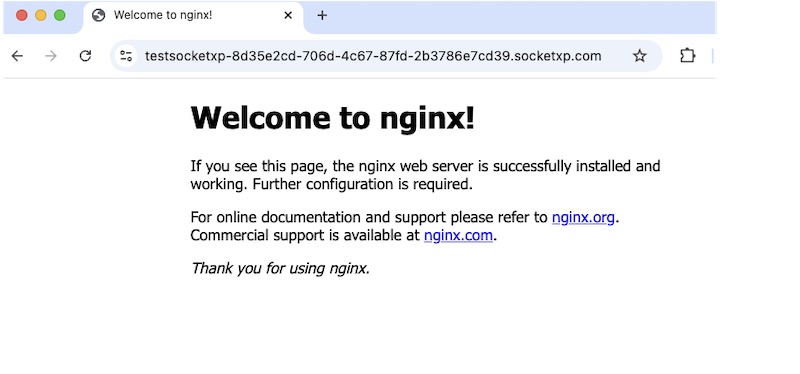 Welcome to nginx!
testsocketxp-8d35e2cd-706d-4c67-87fd-2b3786e7cd39.socketxp.com
Welcome to nginx!
If you see this page, the nginx web server is successfully installed and
working. Further configuration is required.
For online documentation and support please refer to nginx.org.
Commercial support is available at nginx.com.
Thank you for using nginx.